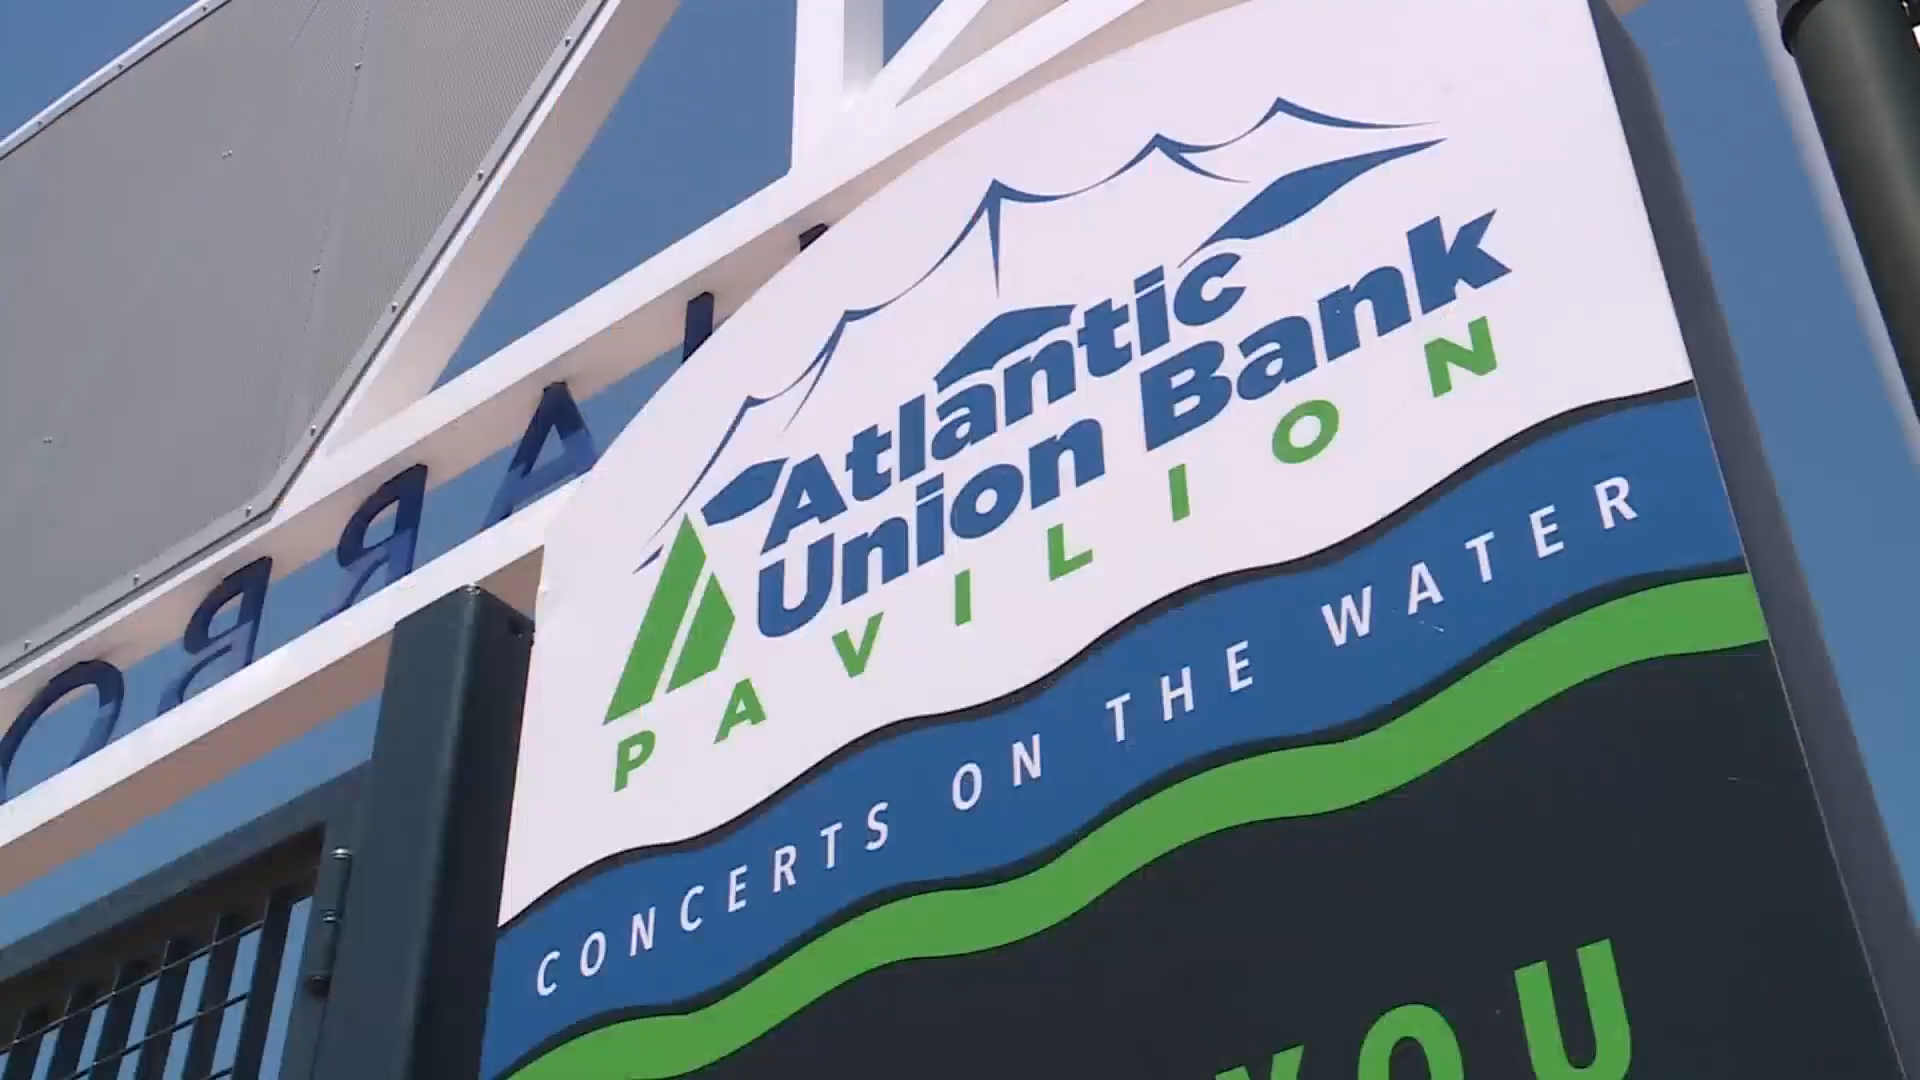 Atlantic
Union Bank
PAVILION
CONCERTS ON THE WATER
YOU